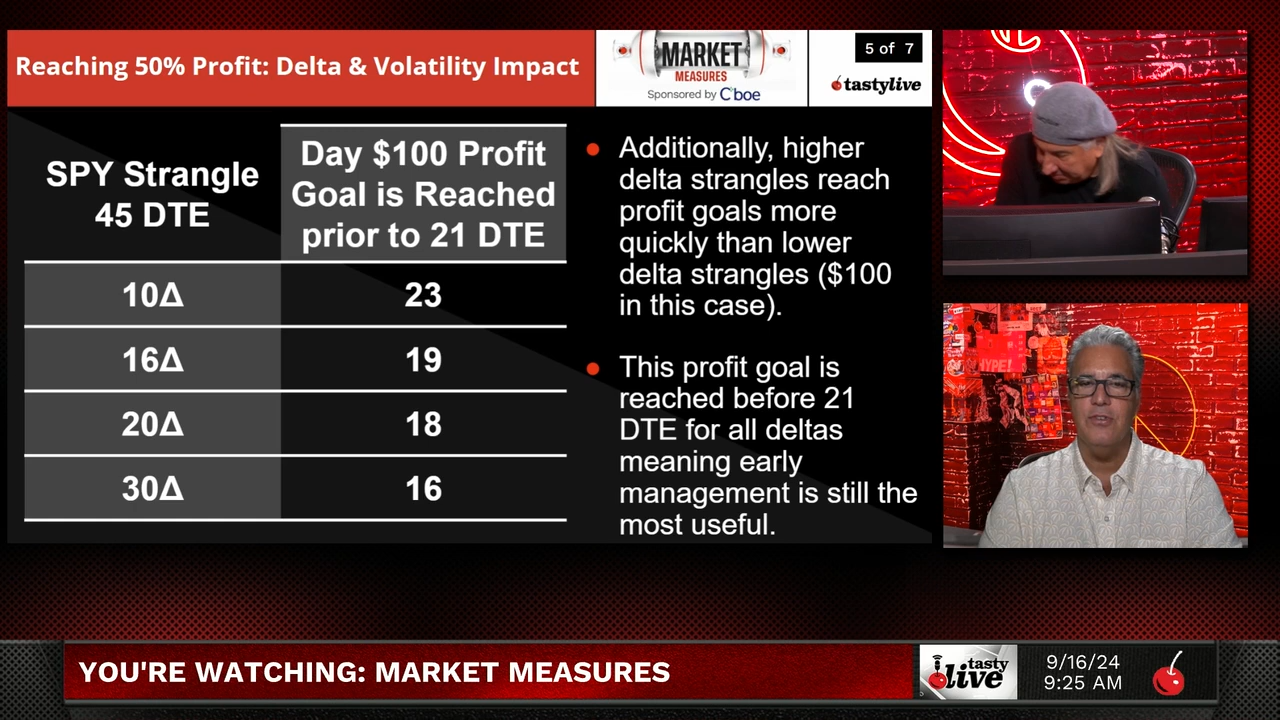 Reaching 50% Profit: Delta & Volatility Impact
MARKET
MEASURES
Sponsored by Cboe
5 of 7
tastylive
SPY Strangle
45 DTE
Day $100 Profit
Goal is Reached
prior to 21 DTE
10Δ 23
16Δ 19
20Δ 18
30Δ 16
Additionally, higher
delta strangles reach
profit goals more
quickly than lower
delta strangles ($100
in this case).
This profit goal is
reached before 21
DTE for all deltas
meaning early
management is still the
most useful.
HYPE!
YOU'RE WATCHING: MARKET MEASURES
tasty
live
9/16/24
9:25 AM